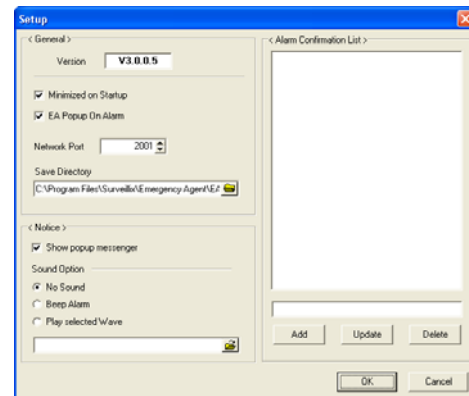 Setup
< General >
Version V3.0.0.5
Minimized on Startup
EA Popup On Alarm
Network Port 2001
Save Directory
C:\Program Files\Surveillix\Emergency Agent\EA
< Notice >
Show popup messenger
Sound Option
No Sound
Beep Alarm
Play selected Wave
< Alarm Confirmation List >
Add Update Delete
OK Cancel